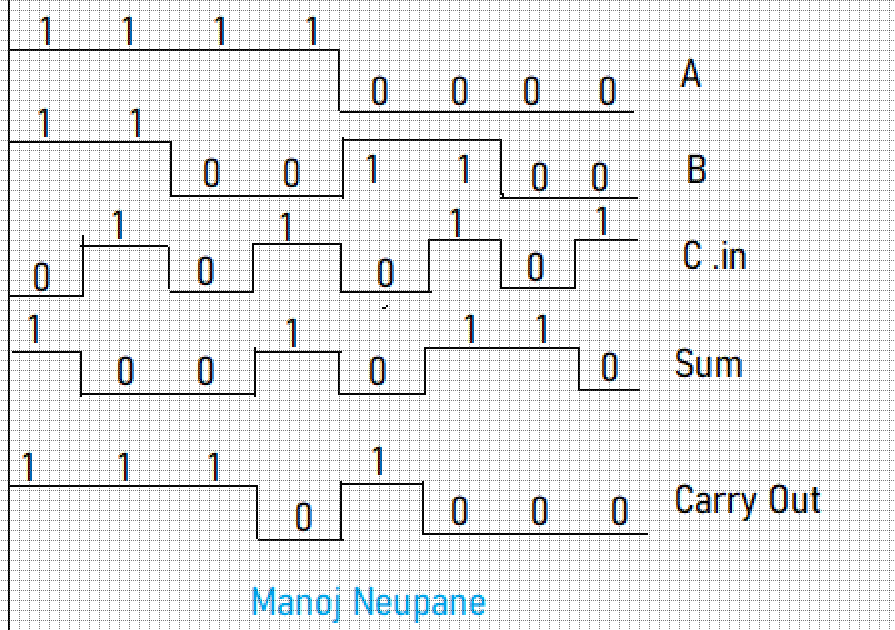 1 1 1 1
0 0 0 0 A
1 1
0 0 1 1 0 0 B
1 1 1 1
0 0 0 0 C .in
1 1 1 1
0 0 0 0 Sum
1 1 1 1
0 0 0 0 Carry Out
Manoj Neupane